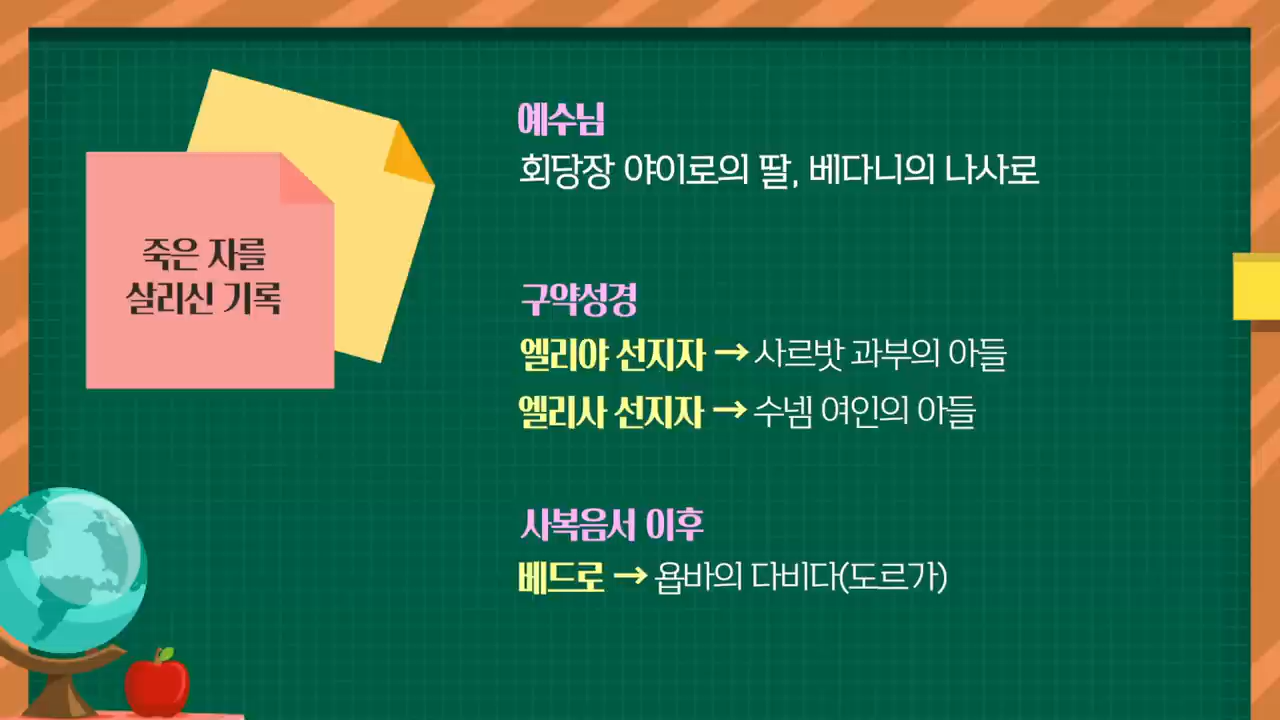 죽은 자를
살리신 기록
예수님
회당장 야이로의 딸, 베다니의 나사로
구약성경
엘리야 선지자 → 사르밧 과부의 아들
엘리사 선지자 → 수넴 여인의 아들
사복음서 이후
베드로 → 욥바의 다비다(도르가)